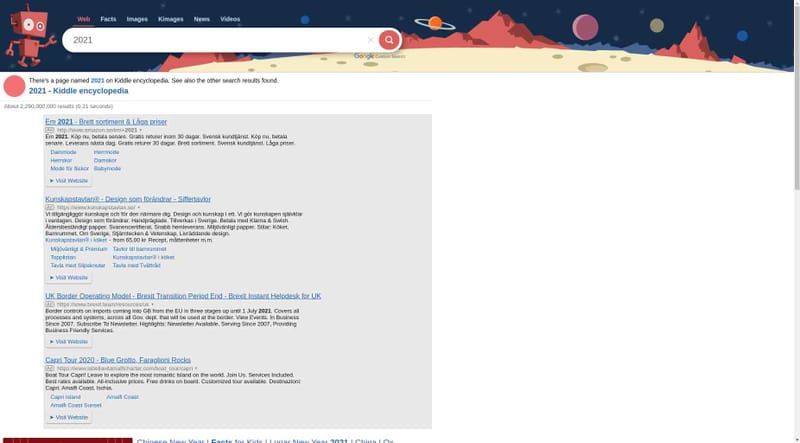 Web Facts Images Kimages News Videos
2021
Google Custom Search
There's a page named 2021 on Kiddle encyclopedia. See also the other search results found.
2021 - Kiddle encyclopedia
About 2,290,000,000 results (0.21 seconds)
Em 2021 - Brett sortiment & Låga priser
Ad http://www.amazon.se/em+2021
Em 2021. Köp nu, betala senare. Gratis returer inom 30 dagar. Svensk kundtjänst. Köp nu, betala
senare. Leverans nästa dag. Gratis returer 30 dagar. Brett sortiment. Svensk kundtjänst. Låga priser.
Dammode Herrmode
Herrskor Damskor
Mode för flickor Babymode
➤ Visit Website
Kunskapstavlan® - Design som förändrar - Siffertavlor
Ad https://www.kunskapstavlan.se/
Vi tillgängliggör kunskape och för den närmare dig. Design och kunskap i ett. Vi gör kunskapen självklar
i vardagen. Design som förändrar. Handpräglade. Tillverkas i Sverige. Betala med Klarna & Swish.
Åldersbeständigt papper. Svanencertifierat. Snabb hemleverans. Miljövänligt papper. Stilar: Köket,
Barnrummet, Om Sverige, Stjärntecken & Vetenskap, Livräddande design.
Kunskapstavlan® i köket - from 65,00 kr Recept, måttenheter m.m.
Miljövänligt & Premium Tavlor till barnrummet
Topplistan Kunskapstavlan® i köket
Tavla med Slipsknutar Tavla med Tvättråd
➤ Visit Website
UK Border Operating Model - Brexit Transition Period End - Brexit Instant Helpdesk for UK
Ad https://www.brexit.team/resources/uk
Border controls on imports coming into GB from the EU in three stages up until 1 July 2021. Covers all
processes and systems, across all Gov. dept. that will be used at the border. View Events. In Business
Since 2007. Subscribe To Newsletter. Highlights: Newsletter Available, Serving Since 2007, Providing
Business Friendly Services.
➤ Visit Website
Capri Tour 2020 - Blue Grotto, Faraglioni Rocks
Ad https://www.labellavitamalficharter.com/boat_tour/capri
Boat Tour Capri! Leave to explore the most romantic island on the world. Join Us. Services Included.
Best rates available. All-inclusive prices. Free drinks on board. Customized tour available. Destinazioni:
Capri, Amalfi Coast, Ischia.
Capri Island Amalfi Coast
Amalfi Coast Sunset
➤ Visit Website
Chinese New Year | Facts for Kids | Lunar New Year 2021 | China | Ox